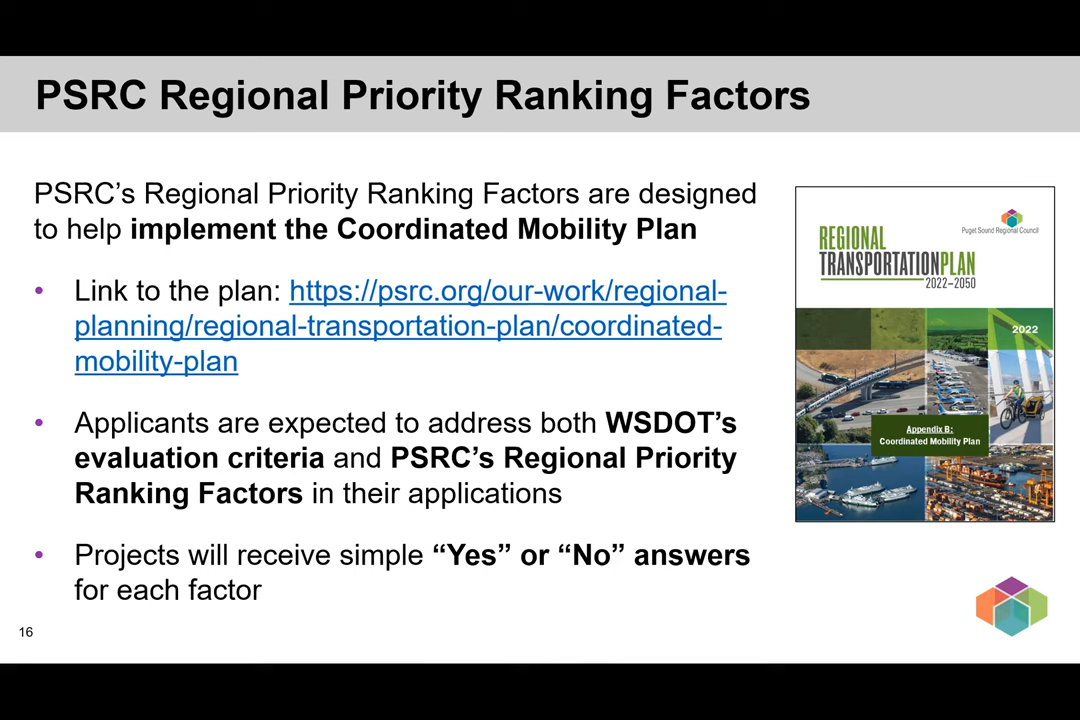 PSRC Regional Priority Ranking Factors
PSRC’s Regional Priority Ranking Factors are designed
to help implement the Coordinated Mobility Plan
• Link to the plan: https://psrc.org/our-work/regional-
planning/regional-transportation-plan/coordinated-
mobility-plan
• Applicants are expected to address both WSDOT’s
evaluation criteria and PSRC’s Regional Priority
Ranking Factors in their applications
• Projects will receive simple “Yes” or “No” answers
for each factor
16
Puget Sound Regional Council
REGIONAL
TRANSPORTATIONPLAN
2022–2050
2022
Appendix B:
Coordinated Mobility Plan